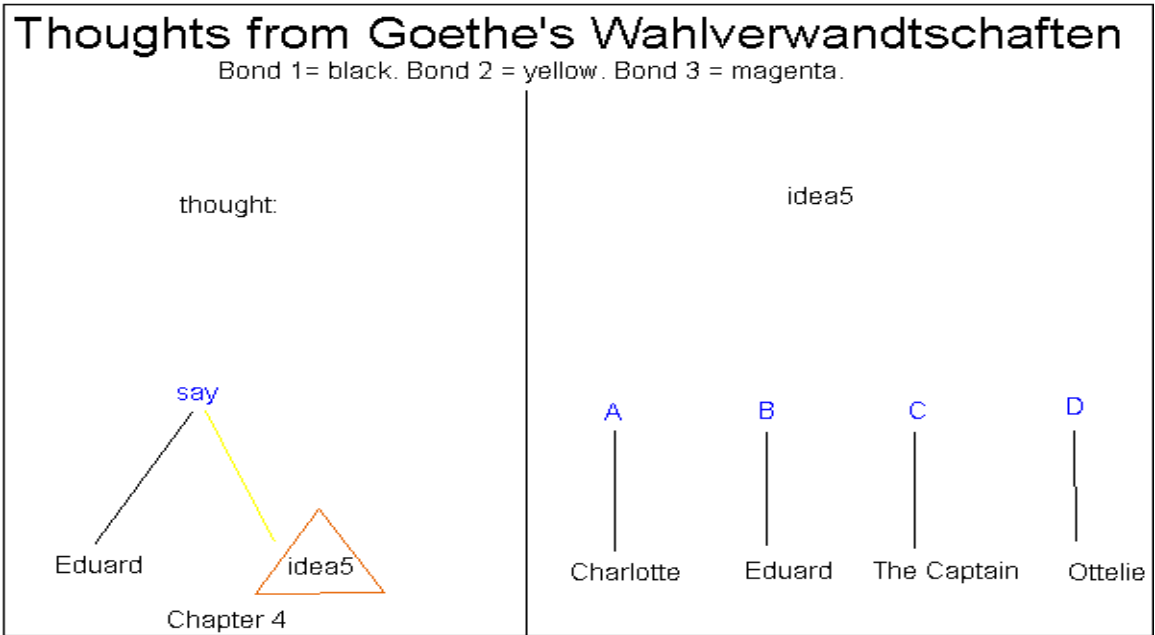 Thoughts from Goethe's Wahlverwandtschaften
Bond 1= black. Bond 2 = yellow. Bond 3 = magenta.
thought:
say
Eduard
idea5
Chapter 4
idea5
A B C D
Charlotte Eduard The Captain Ottelie